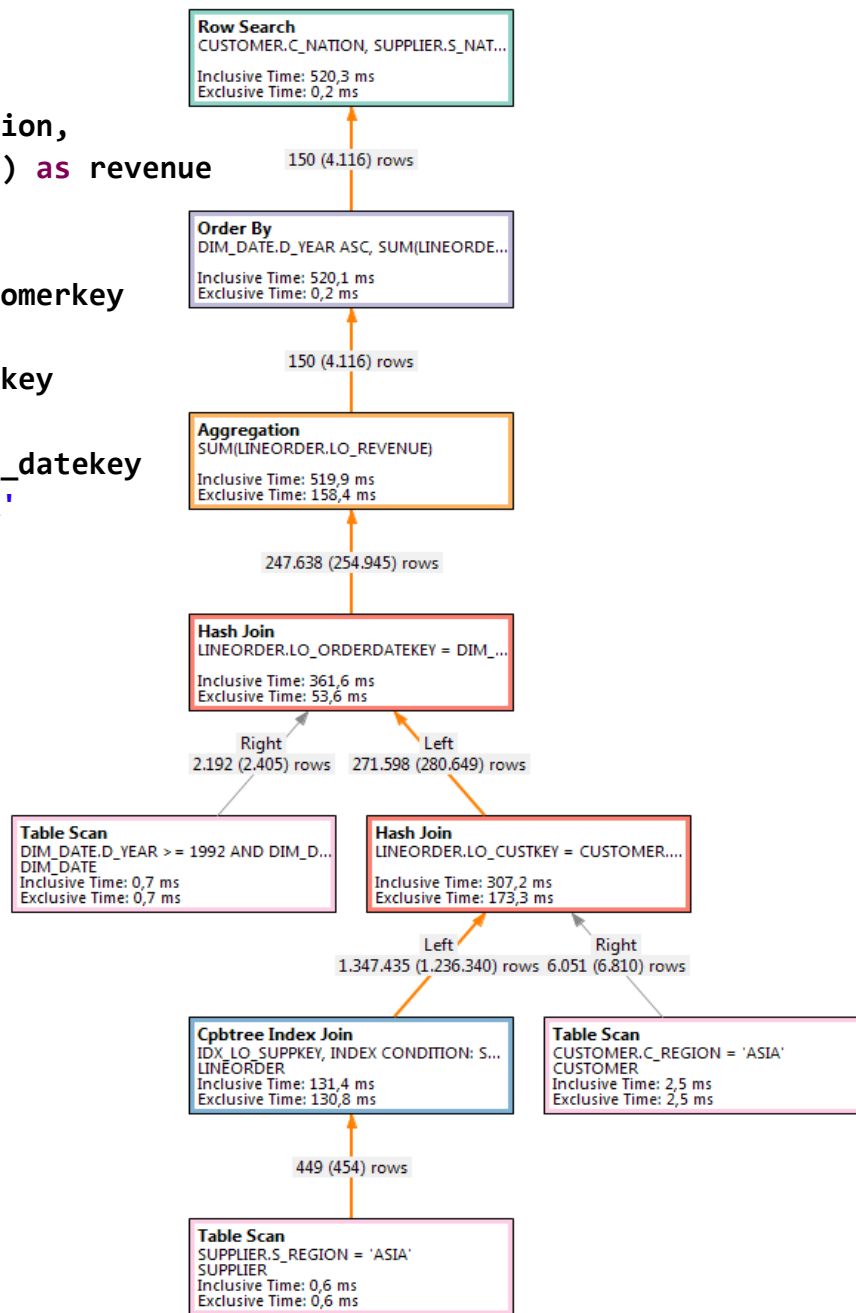 Row Search
CUSTOMER.C_NATION, SUPPLIER.S_NAT...
Inclusive Time: 520,3 ms
Exclusive Time: 0,2 ms
ion,
) as revenue
150 (4.116) rows
Order By
DIM_DATE.D_YEAR ASC, SUM(LINEORDE...
Inclusive Time: 520,1 ms
Exclusive Time: 0,2 ms
omerkey
150 (4.116) rows
key
Aggregation
SUM(LINEORDER.LO_REVENUE)
Inclusive Time: 519,9 ms
Exclusive Time: 158,4 ms
_datekey
'
247.638 (254.945) rows
Hash Join
LINEORDER.LO_ORDERDATEKEY = DIM_...
Inclusive Time: 361,6 ms
Exclusive Time: 53,6 ms
Right
2.192 (2.405) rows
Left
271.598 (280.649) rows
Table Scan
DIM_DATE.D_YEAR >= 1992 AND DIM_D...
DIM_DATE
Inclusive Time: 0,7 ms
Exclusive Time: 0,7 ms
Hash Join
LINEORDER.LO_CUSTKEY = CUSTOMER....
Inclusive Time: 307,2 ms
Exclusive Time: 173,3 ms
Left
1.347.435 (1.236.340) rows
Right
6.051 (6.810) rows
Cpbtree Index Join
IDX_LO_SUPPKEY, INDEX CONDITION: S...
LINEORDER
Inclusive Time: 131,4 ms
Exclusive Time: 130,8 ms
Table Scan
CUSTOMER.C_REGION = 'ASIA'
CUSTOMER
Inclusive Time: 2,5 ms
Exclusive Time: 2,5 ms
449 (454) rows
Table Scan
SUPPLIER.S_REGION = 'ASIA'
SUPPLIER
Inclusive Time: 0,6 ms
Exclusive Time: 0,6 ms